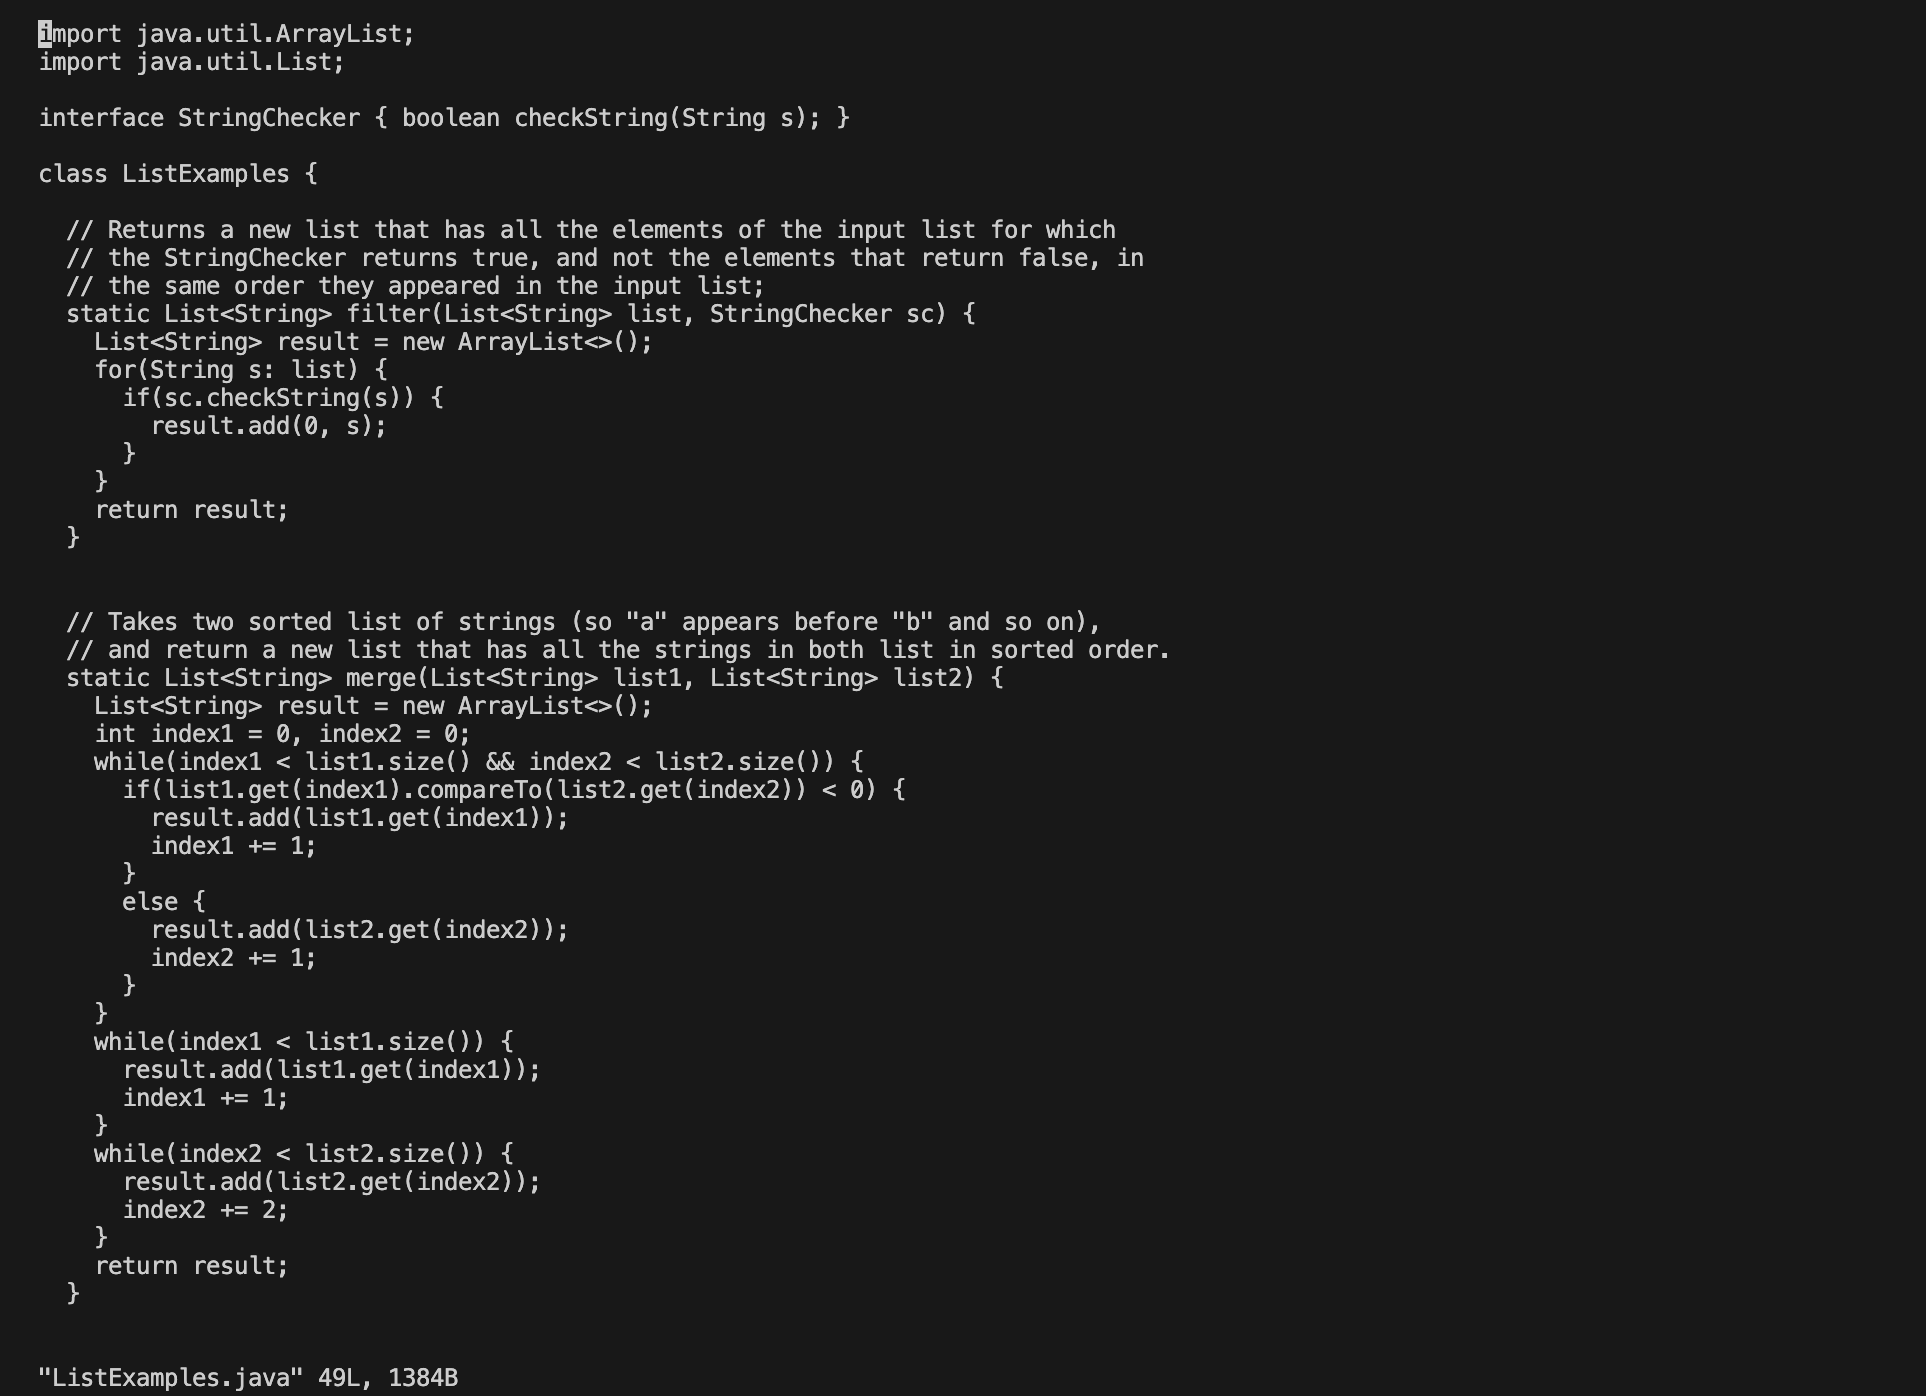 import java.util.ArrayList;
import java.util.List;

interface StringChecker { boolean checkString(String s); }

class ListExamples {

  // Returns a new list that has all the elements of the input list for which
  // the StringChecker returns true, and not the elements that return false, in
  // the same order they appeared in the input list;
  static List<String> filter(List<String> list, StringChecker sc) {
    List<String> result = new ArrayList<>();
    for(String s: list) {
      if(sc.checkString(s)) {
        result.add(0, s);
      }
    }
    return result;
  }


  // Takes two sorted list of strings (so "a" appears before "b" and so on),
  // and return a new list that has all the strings in both list in sorted order.
  static List<String> merge(List<String> list1, List<String> list2) {
    List<String> result = new ArrayList<>();
    int index1 = 0, index2 = 0;
    while(index1 < list1.size() && index2 < list2.size()) {
      if(list1.get(index1).compareTo(list2.get(index2)) < 0) {
        result.add(list1.get(index1));
        index1 += 1;
      }
      else {
        result.add(list2.get(index2));
        index2 += 1;
      }
    }
    while(index1 < list1.size()) {
      result.add(list1.get(index1));
      index1 += 1;
    }
    while(index2 < list2.size()) {
      result.add(list2.get(index2));
      index2 += 2;
    }
    return result;
  }


"ListExamples.java" 49L, 1384B